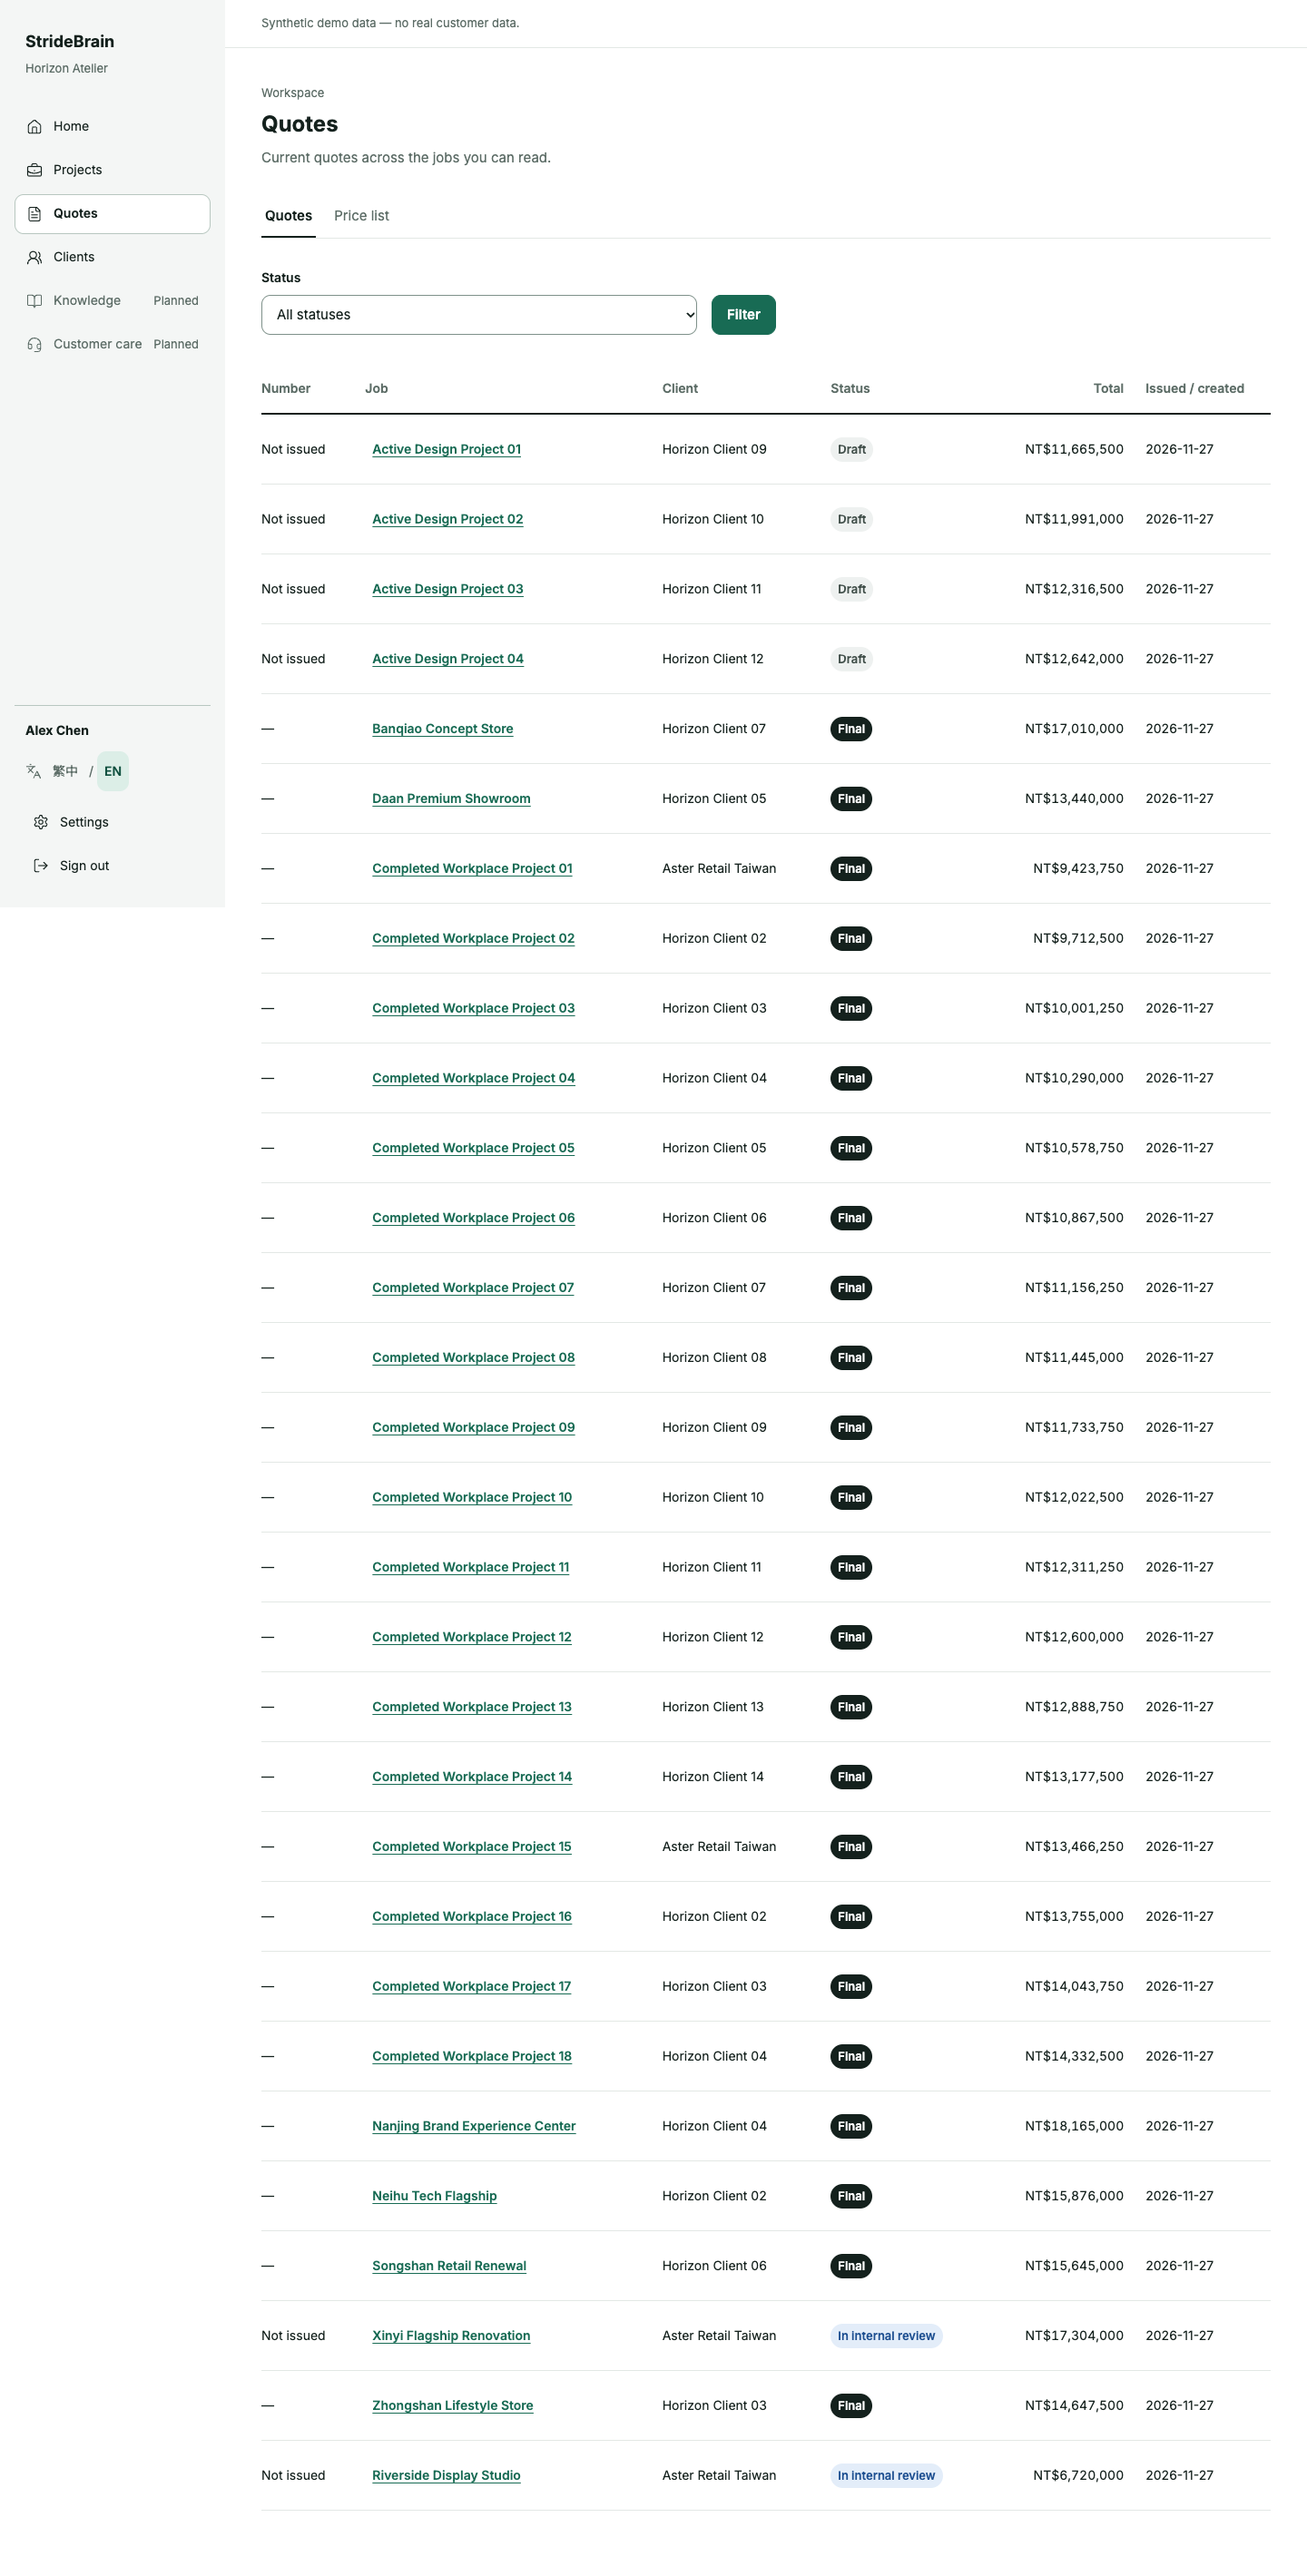 StrideBrain
Horizon Atelier
Home
Projects
Quotes
Clients
Knowledge Planned
Customer care Planned
Alex Chen
繁中 / EN
Settings
Sign out
Synthetic demo data — no real customer data.
Workspace
Quotes
Current quotes across the jobs you can read.
Quotes Price list
Status
All statuses Filter
Number Job Client Status Total Issued / created
Not issued Active Design Project 01 Horizon Client 09 Draft NT$11,665,500 2026-11-27
Not issued Active Design Project 02 Horizon Client 10 Draft NT$11,991,000 2026-11-27
Not issued Active Design Project 03 Horizon Client 11 Draft NT$12,316,500 2026-11-27
Not issued Active Design Project 04 Horizon Client 12 Draft NT$12,642,000 2026-11-27
— Banqiao Concept Store Horizon Client 07 Final NT$17,010,000 2026-11-27
— Daan Premium Showroom Horizon Client 05 Final NT$13,440,000 2026-11-27
— Completed Workplace Project 01 Aster Retail Taiwan Final NT$9,423,750 2026-11-27
— Completed Workplace Project 02 Horizon Client 02 Final NT$9,712,500 2026-11-27
— Completed Workplace Project 03 Horizon Client 03 Final NT$10,001,250 2026-11-27
— Completed Workplace Project 04 Horizon Client 04 Final NT$10,290,000 2026-11-27
— Completed Workplace Project 05 Horizon Client 05 Final NT$10,578,750 2026-11-27
— Completed Workplace Project 06 Horizon Client 06 Final NT$10,867,500 2026-11-27
— Completed Workplace Project 07 Horizon Client 07 Final NT$11,156,250 2026-11-27
— Completed Workplace Project 08 Horizon Client 08 Final NT$11,445,000 2026-11-27
— Completed Workplace Project 09 Horizon Client 09 Final NT$11,733,750 2026-11-27
— Completed Workplace Project 10 Horizon Client 10 Final NT$12,022,500 2026-11-27
— Completed Workplace Project 11 Horizon Client 11 Final NT$12,311,250 2026-11-27
— Completed Workplace Project 12 Horizon Client 12 Final NT$12,600,000 2026-11-27
— Completed Workplace Project 13 Horizon Client 13 Final NT$12,888,750 2026-11-27
— Completed Workplace Project 14 Horizon Client 14 Final NT$13,177,500 2026-11-27
— Completed Workplace Project 15 Aster Retail Taiwan Final NT$13,466,250 2026-11-27
— Completed Workplace Project 16 Horizon Client 02 Final NT$13,755,000 2026-11-27
— Completed Workplace Project 17 Horizon Client 03 Final NT$14,043,750 2026-11-27
— Completed Workplace Project 18 Horizon Client 04 Final NT$14,332,500 2026-11-27
— Nanjing Brand Experience Center Horizon Client 04 Final NT$18,165,000 2026-11-27
— Neihu Tech Flagship Horizon Client 02 Final NT$15,876,000 2026-11-27
— Songshan Retail Renewal Horizon Client 06 Final NT$15,645,000 2026-11-27
Not issued Xinyi Flagship Renovation Aster Retail Taiwan In internal review NT$17,304,000 2026-11-27
— Zhongshan Lifestyle Store Horizon Client 03 Final NT$14,647,500 2026-11-27
Not issued Riverside Display Studio Aster Retail Taiwan In internal review NT$6,720,000 2026-11-27